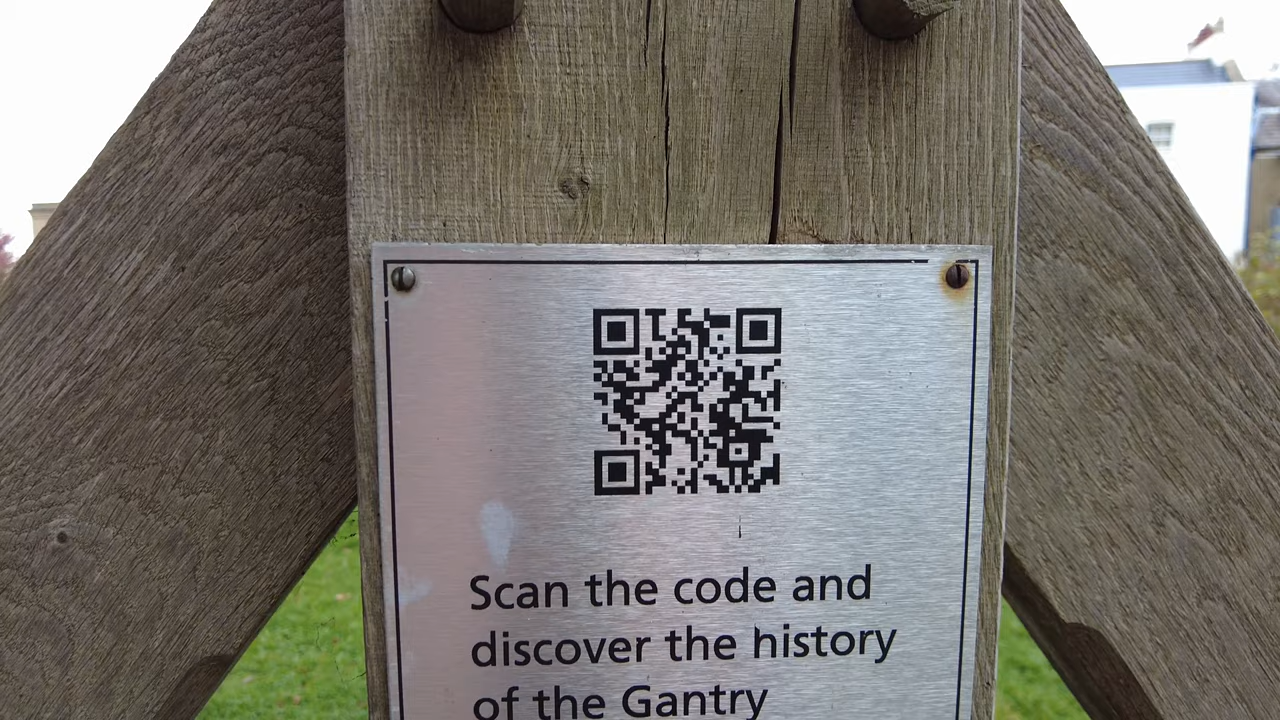 Scan the code and
discover the history
of the Gantry